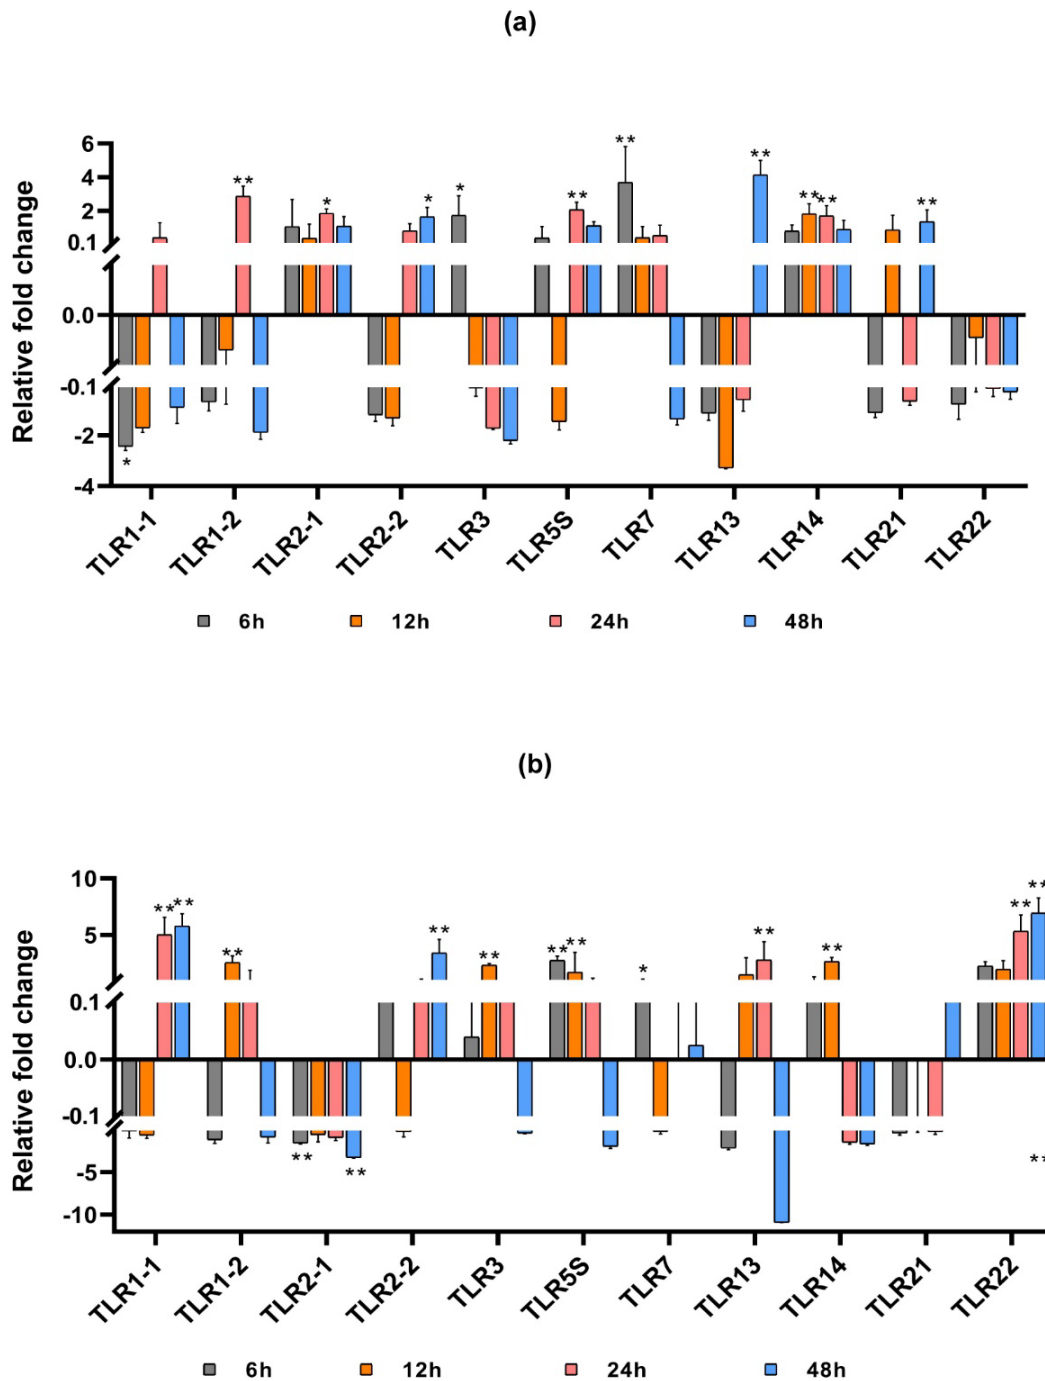 (a)
** ** * * * ** ** ** ** ** **
6
4
2
0.1
0.0
-0.1
-2
-4
Relative fold change
*
TLR1-1 TLR1-2 TLR2-1 TLR2-2 TLR3 TLR5S TLR7 TLR13 TLR14 TLR21 TLR22
6h 12h 24h 48h
(b)
10
5
0.1
0.0
-0.1
-5
-10
Relative fold change
** ** ** ** ** ** ** * ** ** ** **
** ** **
TLR1-1 TLR1-2 TLR2-1 TLR2-2 TLR3 TLR5S TLR7 TLR13 TLR14 TLR21 TLR22
6h 12h 24h 48h